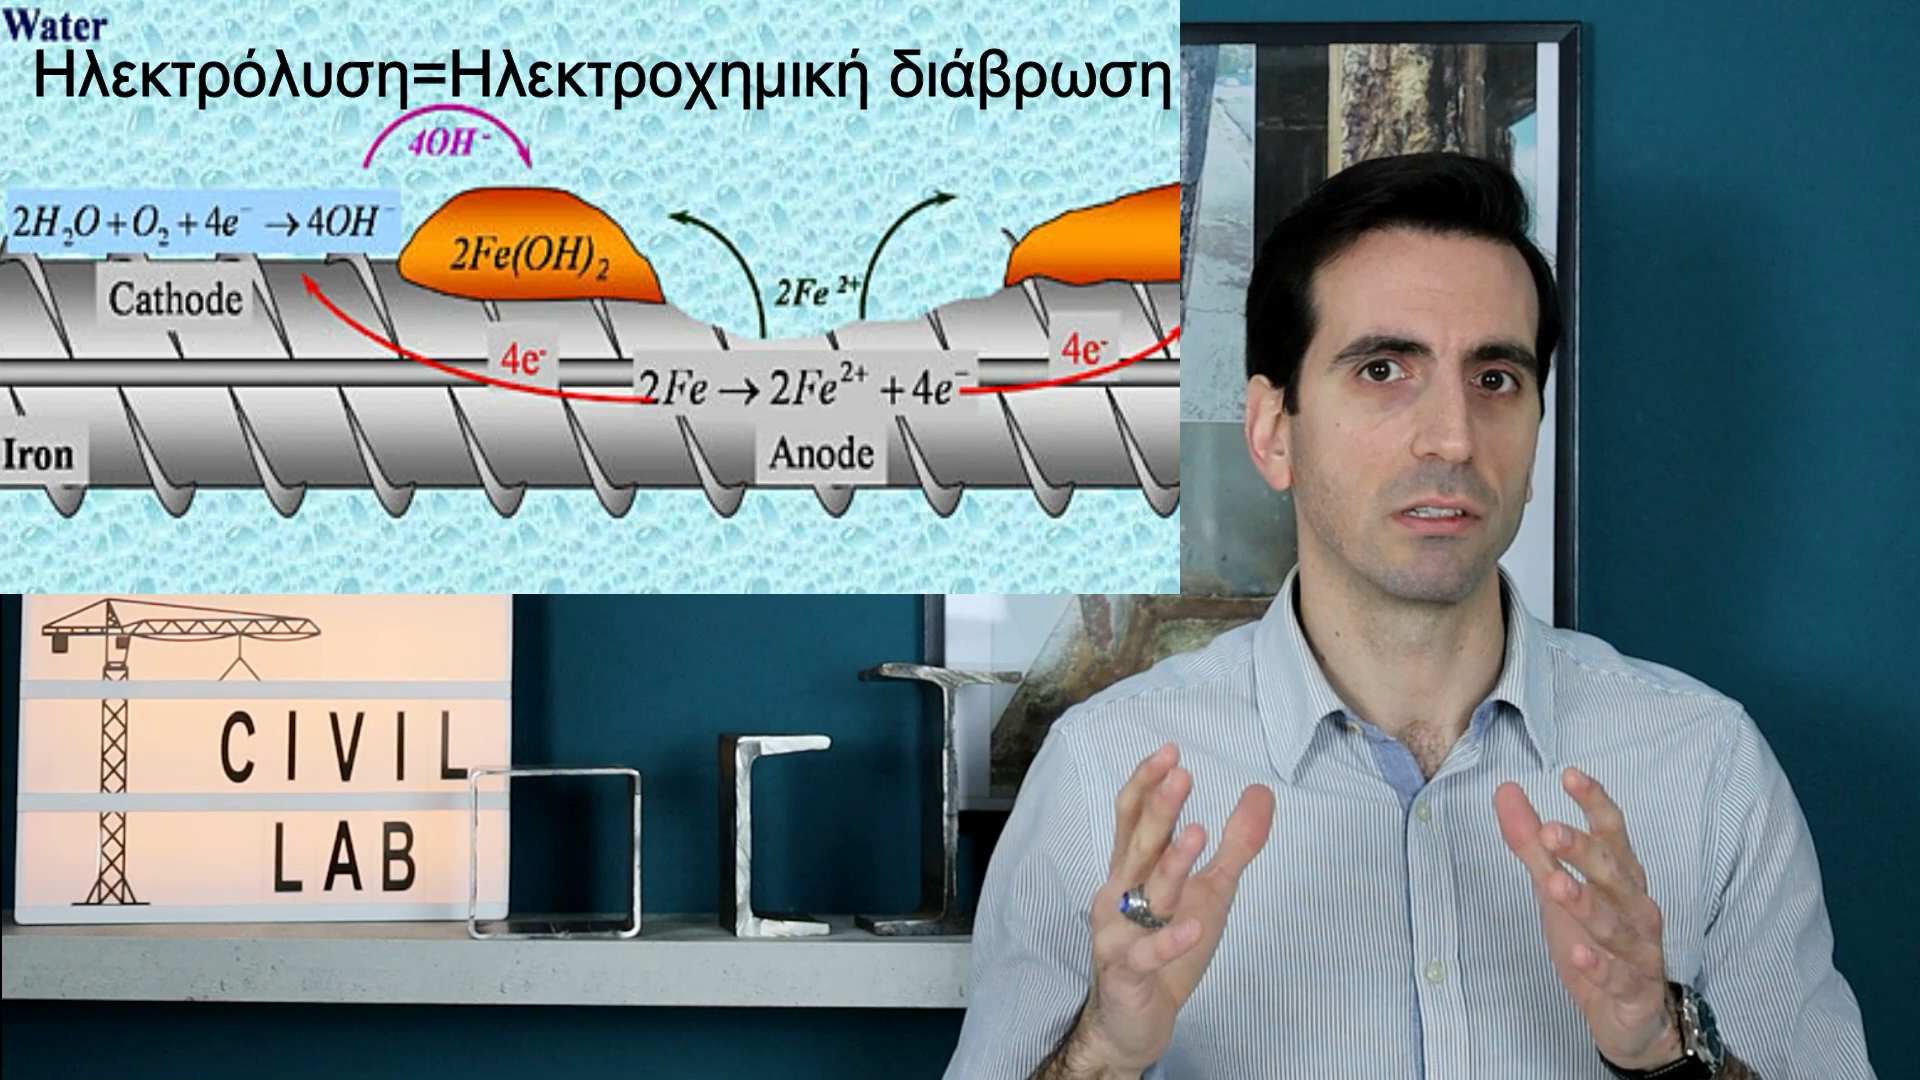 Water
Ηλεκτρόλυση=Ηλεκτροχημική διάβρωση
4OH⁻
2H₂O+O₂+4e⁻→4OH⁻
2Fe(OH)₂
2Fe²⁺
Cathode
4e⁻
4e⁻
2Fe→2Fe²⁺+4e⁻
Iron
Anode
CIVIL
LAB